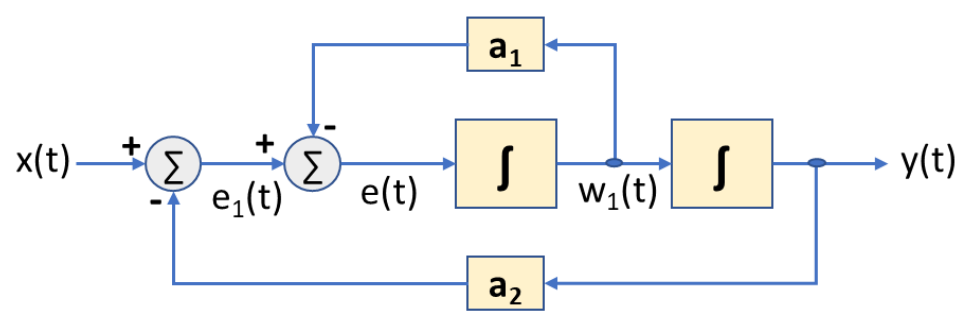 a₁
-
+ + 
x(t) ∑ ∑ ∫ ∫ y(t)
- e₁(t) e(t) w₁(t)
a₂